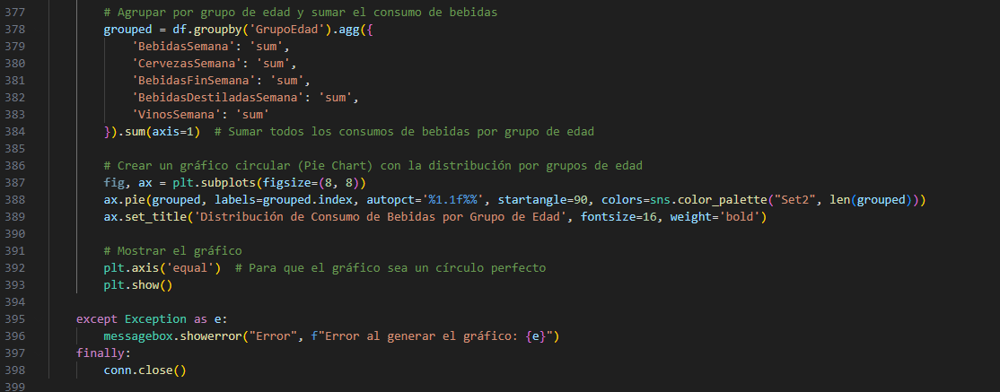 377 # Agrupar por grupo de edad y sumar el consumo de bebidas
378 grouped = df.groupby('GrupoEdad').agg({
379 'BebidasSemana': 'sum',
380 'CervezasSemana': 'sum',
381 'BebidasFinSemana': 'sum',
382 'BebidasDestiladasSemana': 'sum',
383 'VinosSemana': 'sum'
384 }).sum(axis=1) # Sumar todos los consumos de bebidas por grupo de edad
385
386 # Crear un gráfico circular (Pie Chart) con la distribución por grupos de edad
387 fig, ax = plt.subplots(figsize=(8, 8))
388 ax.pie(grouped, labels=grouped.index, autopct='%1.1f%%', startangle=90, colors=sns.color_palette("Set2", len(grouped)))
389 ax.set_title('Distribución de Consumo de Bebidas por Grupo de Edad', fontsize=16, weight='bold')
390
391 # Mostrar el gráfico
392 plt.axis('equal') # Para que el gráfico sea un círculo perfecto
393 plt.show()
394
395 except Exception as e:
396 messagebox.showerror("Error", f"Error al generar el gráfico: {e}")
397 finally:
398 conn.close()
399